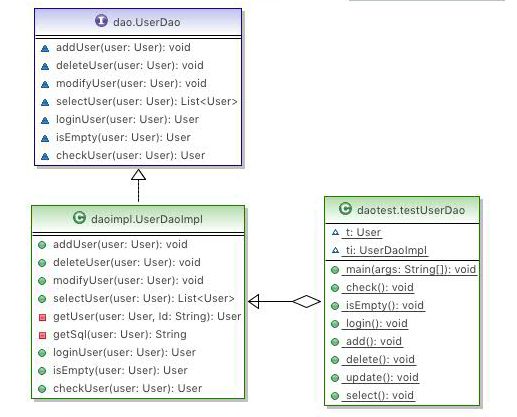 I dao.UserDao
addUser(user: User): void
deleteUser(user: User): void
modifyUser(user: User): void
selectUser(user: User): List<User>
loginUser(user: User): User
isEmpty(user: User): User
checkUser(user: User): User
C daoimpl.UserDaoImpl
addUser(user: User): void
deleteUser(user: User): void
modifyUser(user: User): void
selectUser(user: User): List<User>
getUser(user: User, Id: String): User
getSql(user: User): String
loginUser(user: User): User
isEmpty(user: User): User
checkUser(user: User): User
C daotest.testUserDao
t: User
ti: UserDaoImpl
main(args: String[]): void
check(): void
isEmpty(): void
login(): void
add(): void
delete(): void
update(): void
select(): void